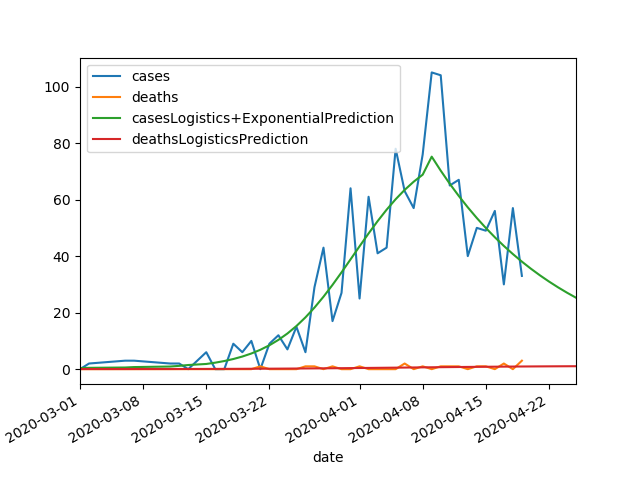 cases
deaths
casesLogistics+ExponentialPrediction
deathsLogisticsPrediction
100
80
60
40
20
0
2020-03-01
2020-03-08
2020-03-15
2020-03-22
2020-04-01
2020-04-08
2020-04-15
2020-04-22
date